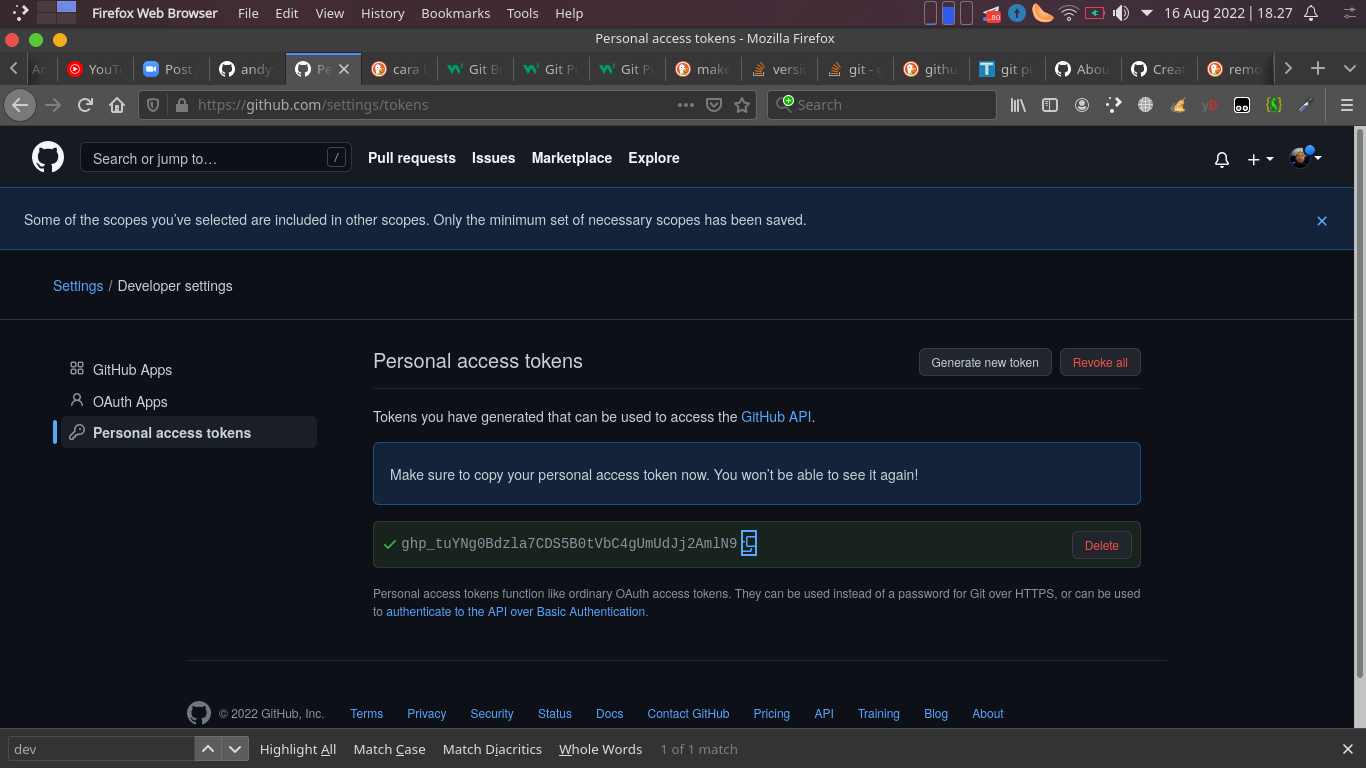 Firefox Web Browser File Edit View History Bookmarks Tools Help 16 Aug 2022 | 18.27
Personal access tokens - Mozilla Firefox
YouT Post andy Pe cara Git B Git P Git P make versi git - g githu git pu Abou Creat remo
https://github.com/settings/tokens Search
Search or jump to… / Pull requests Issues Marketplace Explore
Some of the scopes you’ve selected are included in other scopes. Only the minimum set of necessary scopes has been saved.
Settings / Developer settings
GitHub Apps
OAuth Apps
Personal access tokens
Personal access tokens Generate new token Revoke all
Tokens you have generated that can be used to access the GitHub API.
Make sure to copy your personal access token now. You won’t be able to see it again!
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 Delete
Personal access tokens function like ordinary OAuth access tokens. They can be used instead of a password for Git over HTTPS, or can be used
to authenticate to the API over Basic Authentication.
© 2022 GitHub, Inc. Terms Privacy Security Status Docs Contact GitHub Pricing API Training Blog About
dev Highlight All Match Case Match Diacritics Whole Words 1 of 1 match